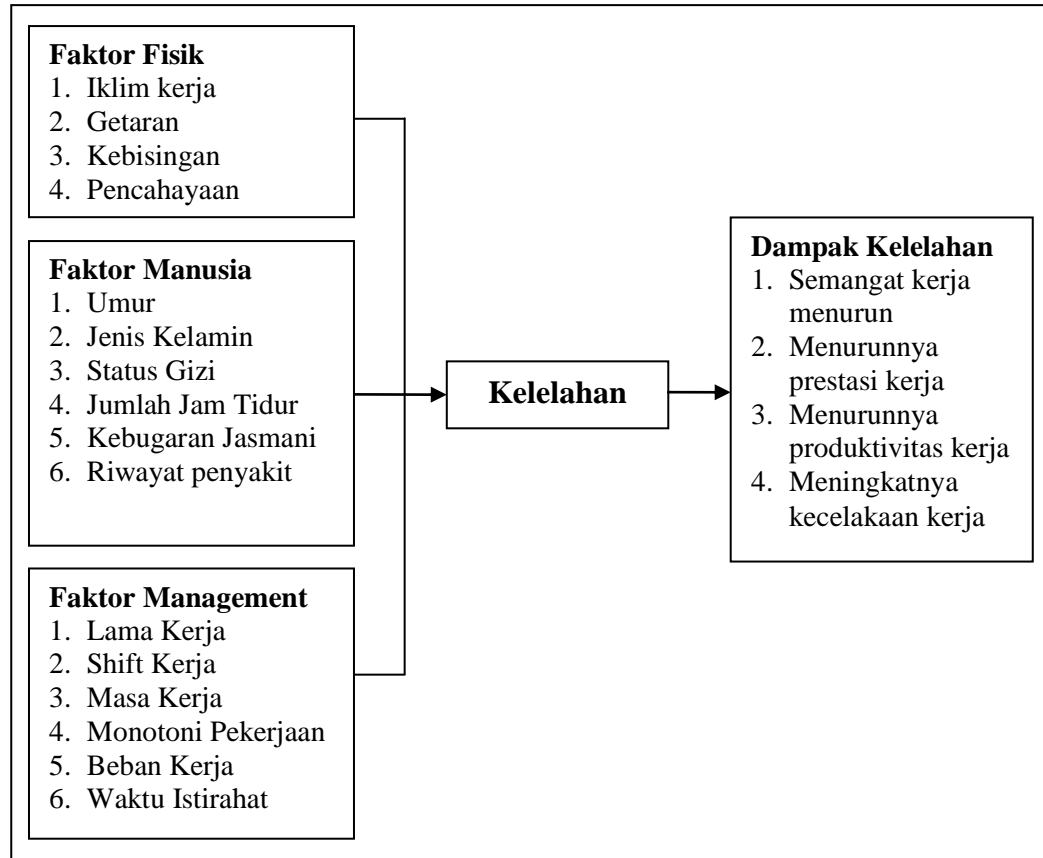 Faktor Fisik
1. Iklim kerja
2. Getaran
3. Kebisingan
4. Pencahayaan
Faktor Manusia
1. Umur
2. Jenis Kelamin
3. Status Gizi
4. Jumlah Jam Tidur
5. Kebugaran Jasmani
6. Riwayat penyakit
Faktor Management
1. Lama Kerja
2. Shift Kerja
3. Masa Kerja
4. Monotoni Pekerjaan
5. Beban Kerja
6. Waktu Istirahat
Kelelahan
Dampak Kelelahan
1. Semangat kerja
menurun
2. Menurunnya
prestasi kerja
3. Menurunnya
produktivitas kerja
4. Meningkatnya
kecelakaan kerja